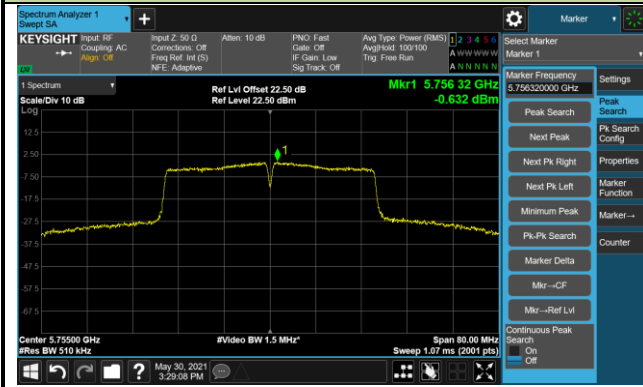 Spectrum Analyzer 1
Swept SA
Marker
KEYSIGHT
Input: RF
Coupling: AC
Align: Off
Input Z: 50 Ω
Corrections: Off
Freq Ref: Int (S)
NFE: Adaptive
Atten: 10 dB
PNO: Fast
Gate: Off
IF Gain: Low
Sig Track: Off
Avg Type: Power (RMS)
Avg|Hold: 100/100
Trig: Free Run
1 2 3 4 5 6
A W W W W W
A N N N N N
Select Marker
Marker 1
1 Spectrum
Scale/Div 10 dB
Log
Ref Lvl Offset 22.50 dB
Ref Level 22.50 dBm
Mkr1 5.756 32 GHz
-0.632 dBm
1
12.5
2.50
-7.50
-17.5
-27.5
-37.5
-47.5
-57.5
-67.5
Center 5.75500 GHz
#Res BW 510 kHz
#Video BW 1.5 MHz*
Span 80.00 MHz
Sweep 1.07 ms (2001 pts)
Marker Frequency
5.756320000 GHz
Peak Search
Next Peak
Next Pk Right
Next Pk Left
Minimum Peak
Pk-Pk Search
Marker Delta
Mkr→CF
Mkr→Ref Lvl
Continuous Peak
Search
On
Off
Settings
Peak
Search
Pk Search
Config
Properties
Marker
Function
Marker→
Counter
May 30, 2021
3:29:08 PM